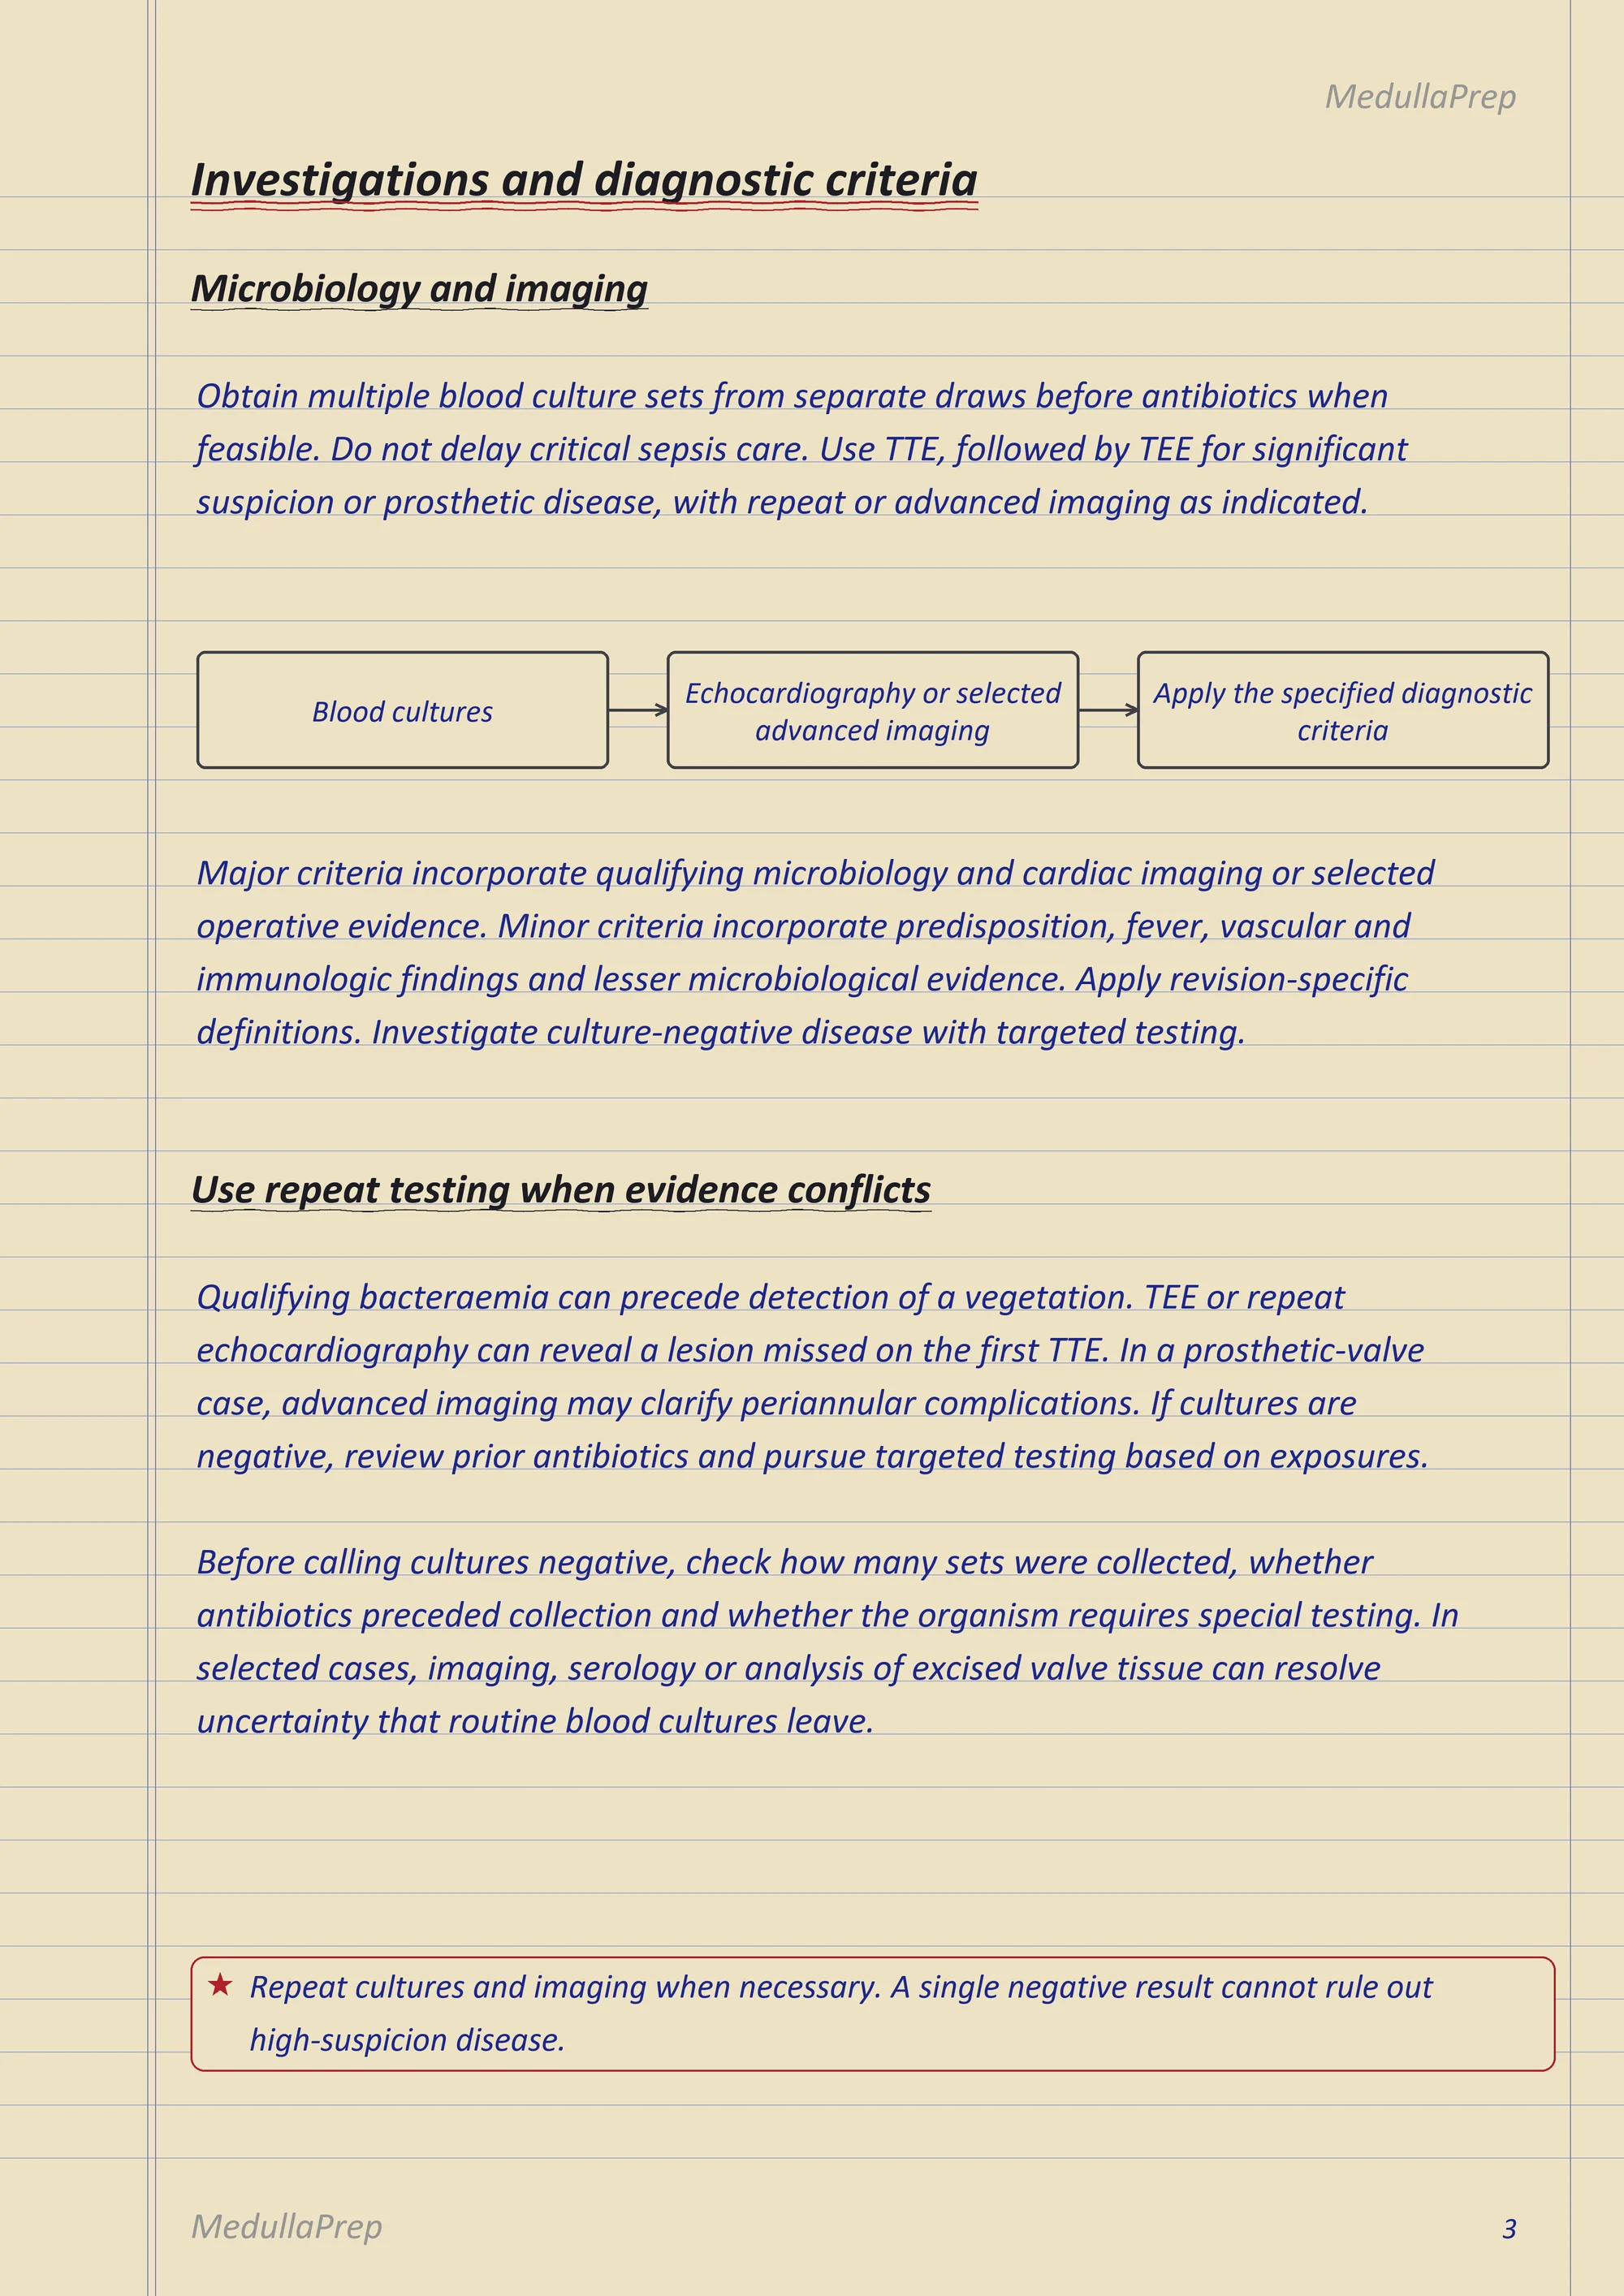 MedullaPrep
Investigations and diagnostic criteria
Microbiology and imaging
Obtain multiple blood culture sets from separate draws before antibiotics when
feasible. Do not delay critical sepsis care. Use TTE, followed by TEE for significant
suspicion or prosthetic disease, with repeat or advanced imaging as indicated.
Blood cultures
Echocardiography or selected
advanced imaging
Apply the specified diagnostic
criteria
Major criteria incorporate qualifying microbiology and cardiac imaging or selected
operative evidence. Minor criteria incorporate predisposition, fever, vascular and
immunologic findings and lesser microbiological evidence. Apply revision-specific
definitions. Investigate culture-negative disease with targeted testing.
Use repeat testing when evidence conflicts
Qualifying bacteraemia can precede detection of a vegetation. TEE or repeat
echocardiography can reveal a lesion missed on the first TTE. In a prosthetic-valve
case, advanced imaging may clarify periannular complications. If cultures are
negative, review prior antibiotics and pursue targeted testing based on exposures.
Before calling cultures negative, check how many sets were collected, whether
antibiotics preceded collection and whether the organism requires special testing. In
selected cases, imaging, serology or analysis of excised valve tissue can resolve
uncertainty that routine blood cultures leave.
★ Repeat cultures and imaging when necessary. A single negative result cannot rule out
high-suspicion disease.
MedullaPrep
3